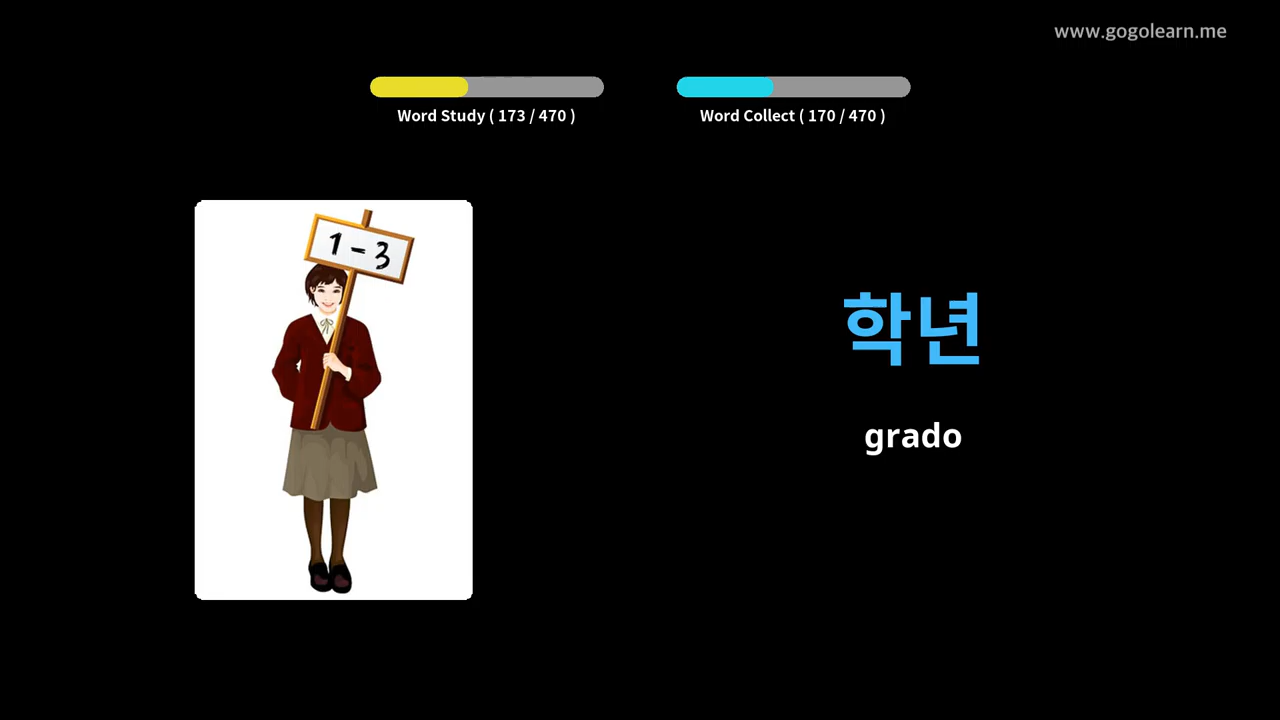 www.gogolearn.me
Word Study ( 173 / 470 )
Word Collect ( 170 / 470 )
1 - 3
학년
grado